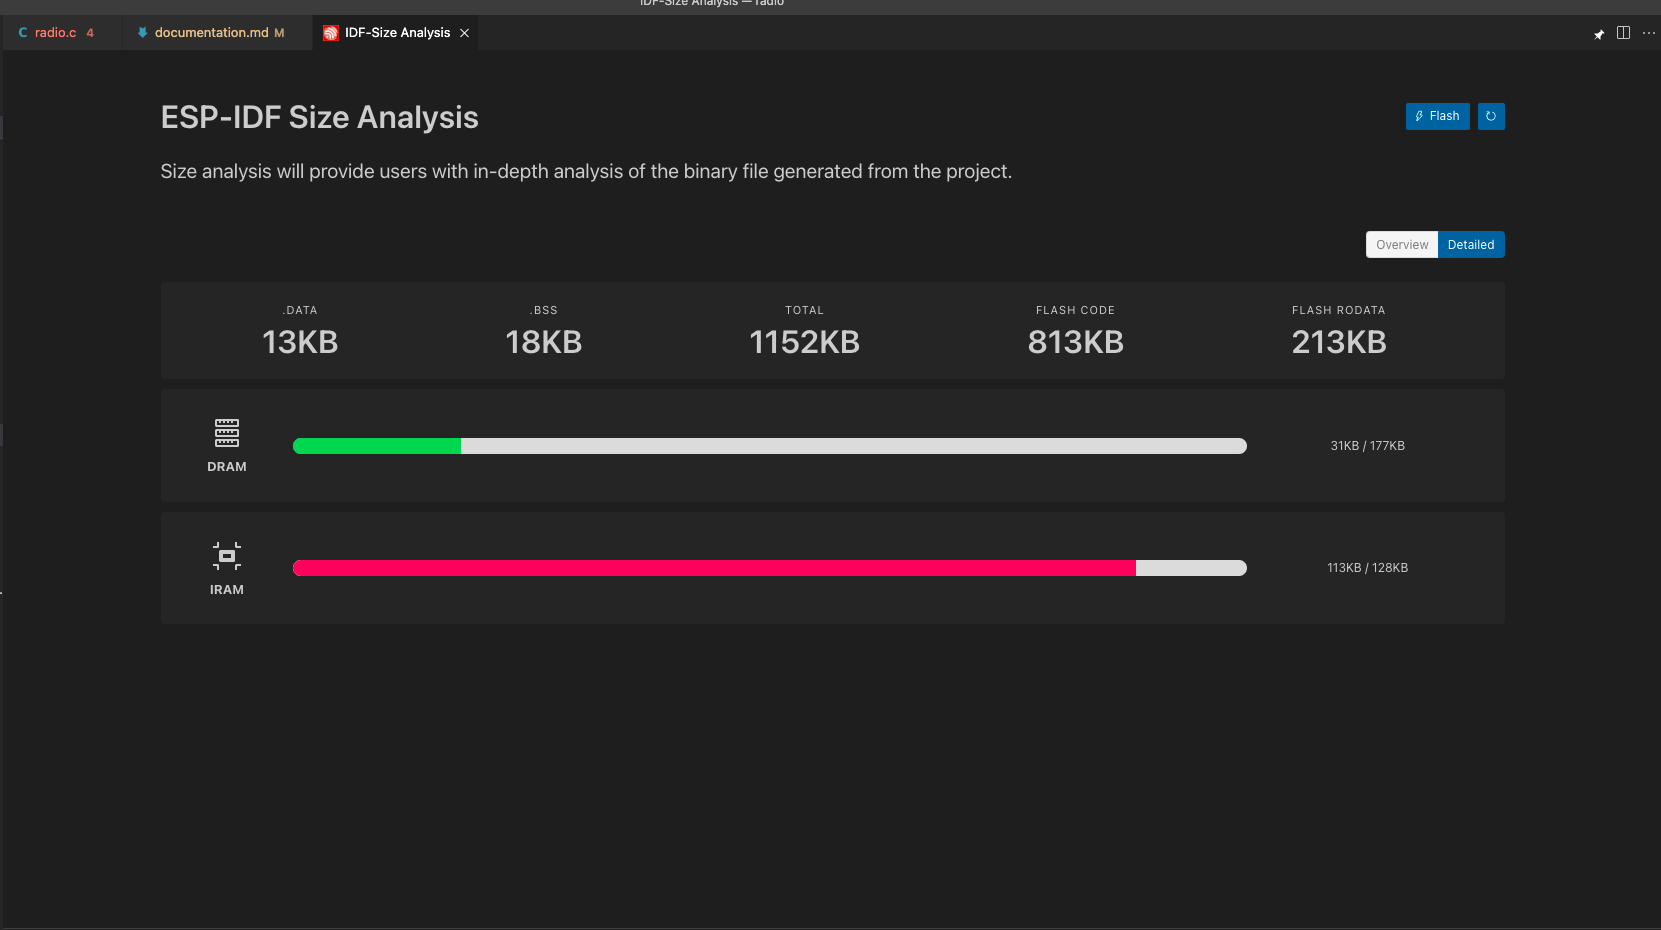 IDF-Size Analysis — radio
C radio.c 4
documentation.md M
IDF-Size Analysis
ESP-IDF Size Analysis
Flash
Size analysis will provide users with in-depth analysis of the binary file generated from the project.
Overview Detailed
.DATA .BSS TOTAL FLASH CODE FLASH RODATA
13KB 18KB 1152KB 813KB 213KB
DRAM
31KB / 177KB
IRAM
113KB / 128KB